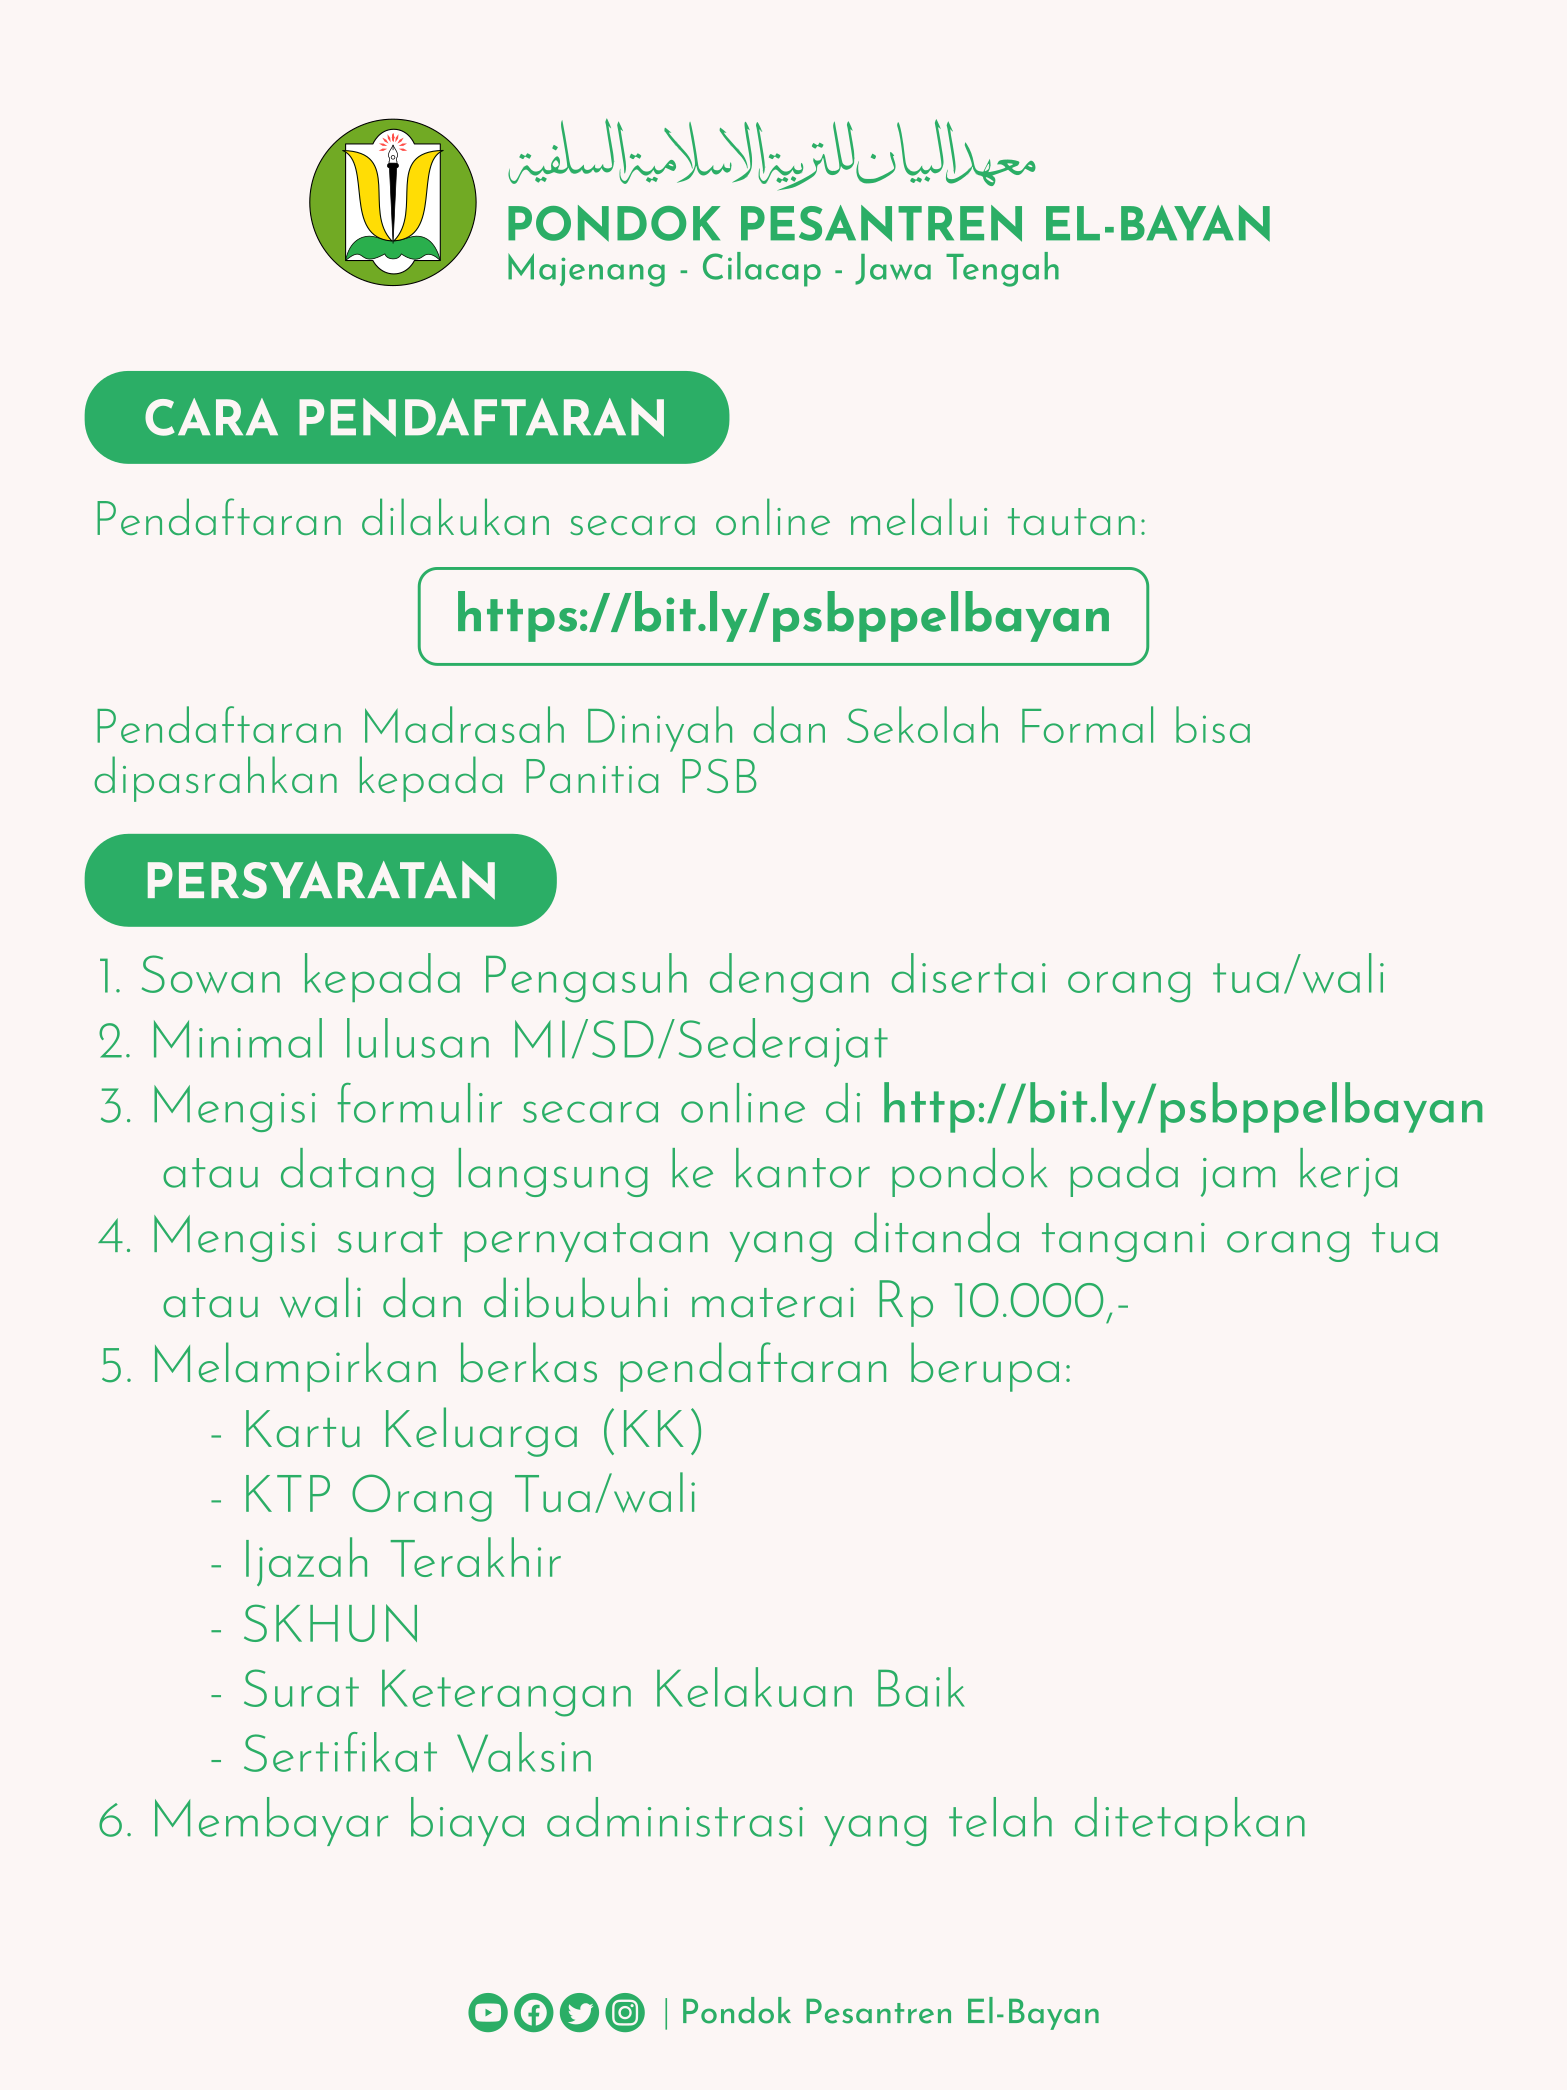 معهد البيان للتربية الاسلامية السلفية
PONDOK PESANTREN EL-BAYAN
Majenang - Cilacap - Jawa Tengah
CARA PENDAFTARAN
Pendaftaran dilakukan secara online melalui tautan:
https://bit.ly/psbppelbayan
Pendaftaran Madrasah Diniyah dan Sekolah Formal bisa
dipasrahkan kepada Panitia PSB
PERSYARATAN
1. Sowan kepada Pengasuh dengan disertai orang tua/wali
2. Minimal lulusan MI/SD/Sederajat
3. Mengisi formulir secara online di http://bit.ly/psbppelbayan
atau datang langsung ke kantor pondok pada jam kerja
4. Mengisi surat pernyataan yang ditanda tangani orang tua
atau wali dan dibubuhi materai Rp 10.000,-
5. Melampirkan berkas pendaftaran berupa:
- Kartu Keluarga (KK)
- KTP Orang Tua/wali
- Ijazah Terakhir
- SKHUN
- Surat Keterangan Kelakuan Baik
- Sertifikat Vaksin
6. Membayar biaya administrasi yang telah ditetapkan
| Pondok Pesantren El-Bayan